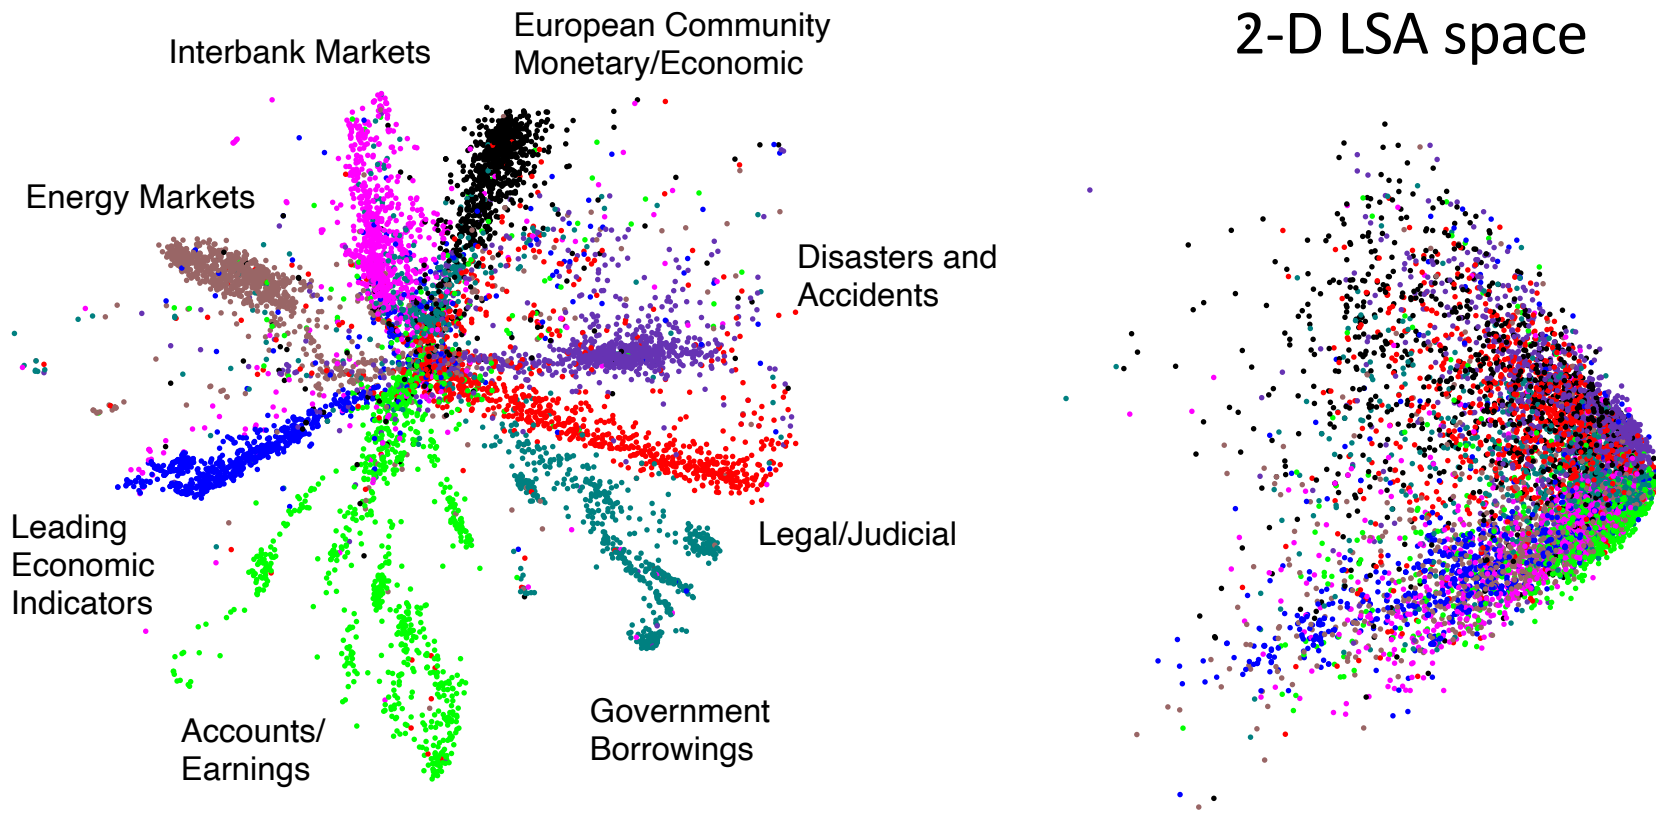 Interbank Markets
European Community
Monetary/Economic
2-D LSA space
Energy Markets
Disasters and
Accidents
Leading
Economic
Indicators
Legal/Judicial
Accounts/
Earnings
Government
Borrowings